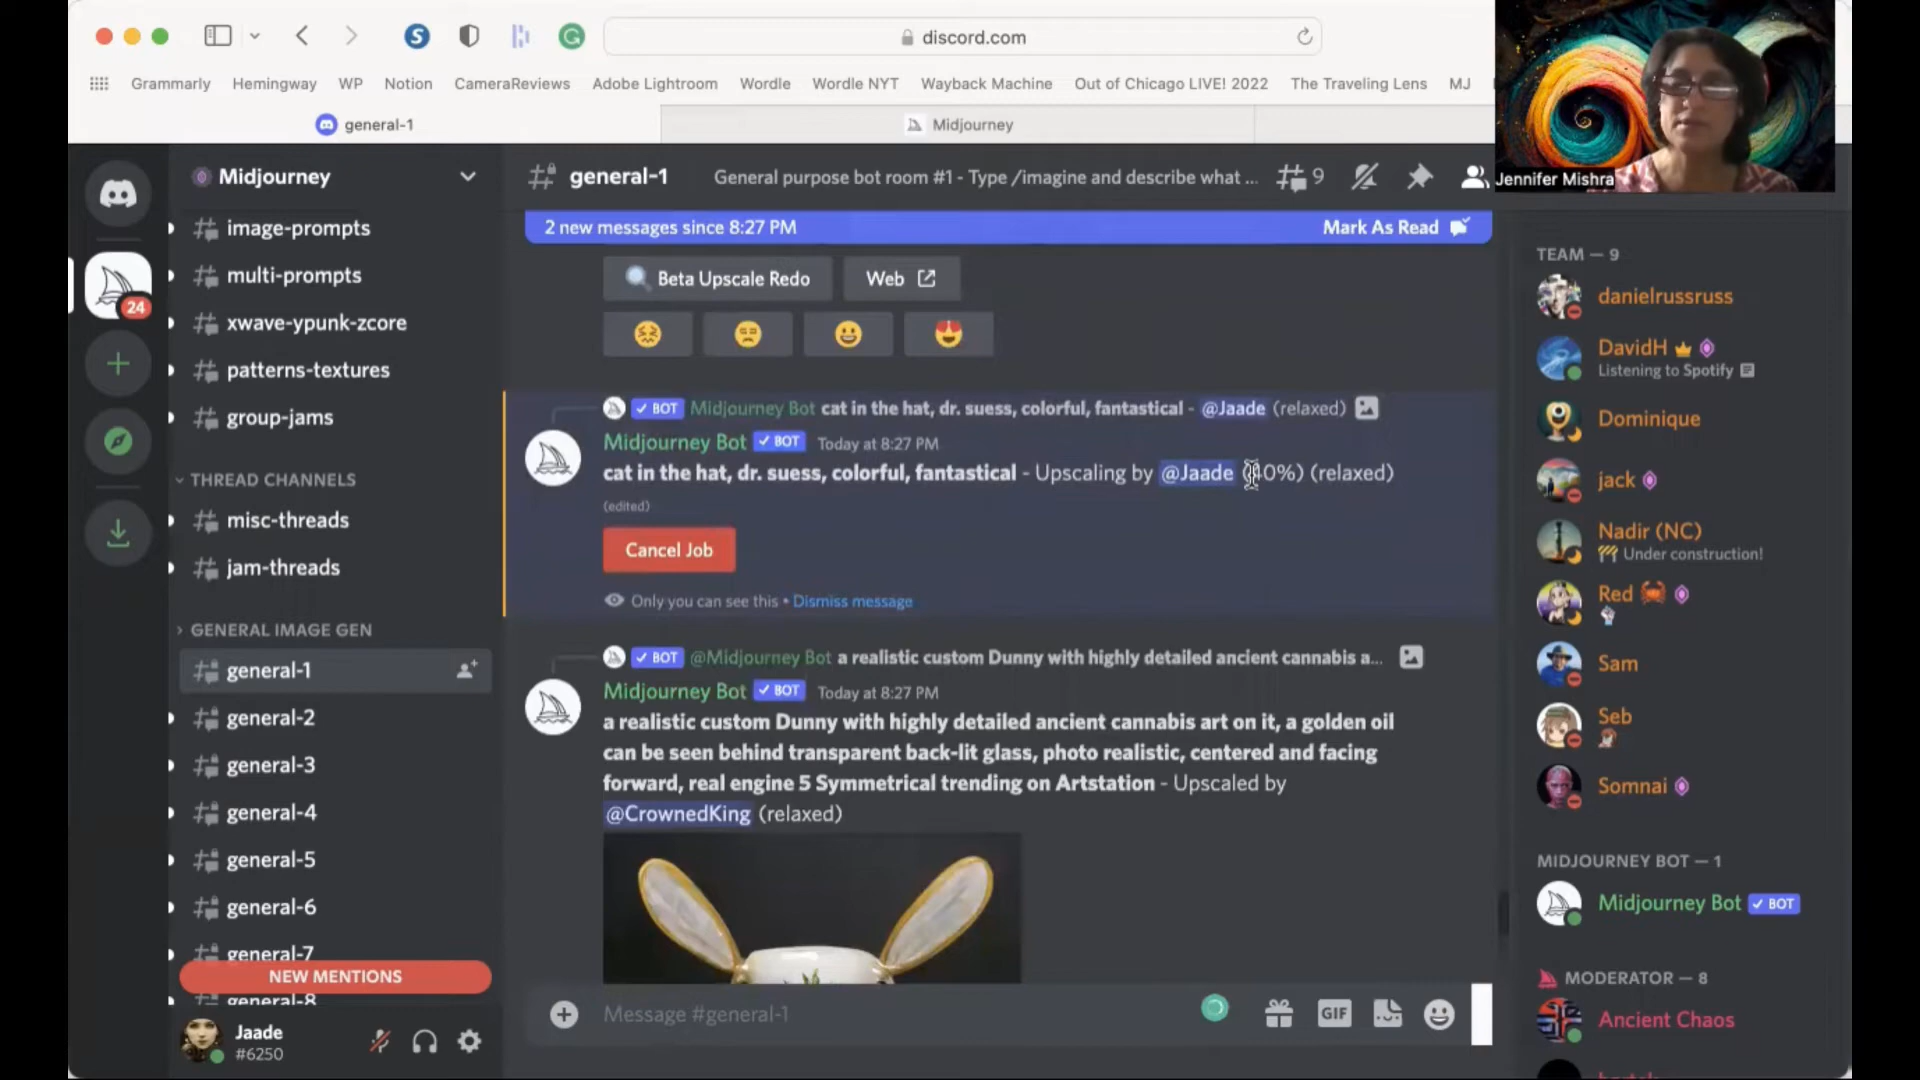 discord.com
Grammarly Hemingway WP Notion CameraReviews Adobe Lightroom Wordle Wordle NYT Wayback Machine Out of Chicago LIVE! 2022 The Traveling Lens MJ
general-1
Midjourney
Jennifer Mishra
Midjourney
24
image-prompts
multi-prompts
xwave-ypunk-zcore
patterns-textures
group-jams
THREAD CHANNELS
misc-threads
jam-threads
GENERAL IMAGE GEN
general-1
general-2
general-3
general-4
general-5
general-6
general-7
NEW MENTIONS
general-8
Jaade
#6250
general-1 General purpose bot room #1 - Type /imagine and describe what ... 9
2 new messages since 8:27 PM Mark As Read
Beta Upscale Redo Web
BOT Midjourney Bot cat in the hat, dr. suess, colorful, fantastical - @Jaade (relaxed)
Midjourney Bot BOT Today at 8:27 PM
cat in the hat, dr. suess, colorful, fantastical - Upscaling by @Jaade (relaxed)
(edited)
Cancel Job
Only you can see this • Dismiss message
BOT @Midjourney Bot a realistic custom Dunny with highly detailed ancient cannabis a...
Midjourney Bot BOT Today at 8:27 PM
a realistic custom Dunny with highly detailed ancient cannabis art on it, a golden oil
can be seen behind transparent back-lit glass, photo realistic, centered and facing
forward, real engine 5 Symmetrical trending on Artstation - Upscaled by
@CrownedKing (relaxed)
Message #general-1
GIF
TEAM — 9
danielrussruss
DavidH
Listening to Spotify
Dominique
jack
Nadir (NC)
Under construction!
Red
Sam
Seb
Somnai
MIDJOURNEY BOT — 1
Midjourney Bot BOT
MODERATOR — 8
Ancient Chaos